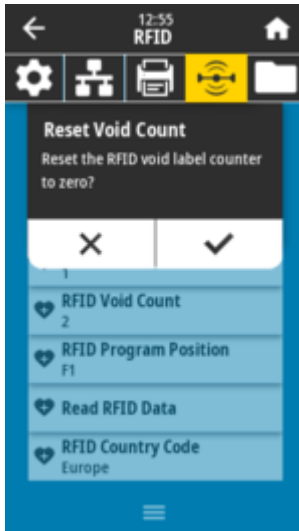 12:55
RFID
Reset Void Count
Reset the RFID void label counter
to zero?
1
RFID Void Count
2
RFID Program Position
F1
Read RFID Data
RFID Country Code
Europe